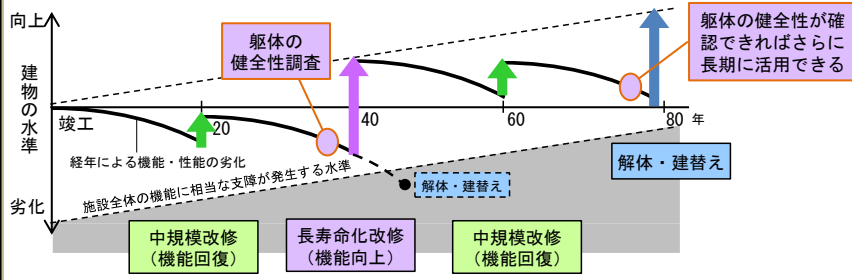 向上
建物の水準
劣化
竣工
20
40
60
80
年
躯体の
健全性調査
躯体の健全性が確
認できればさらに
長期に活用できる
経年による機能・性能の劣化
施設全体の機能に相当な支障が発生する水準
解体・建替え
解体・建替え
中規模改修
（機能回復）
長寿命化改修
（機能向上）
中規模改修
（機能回復）